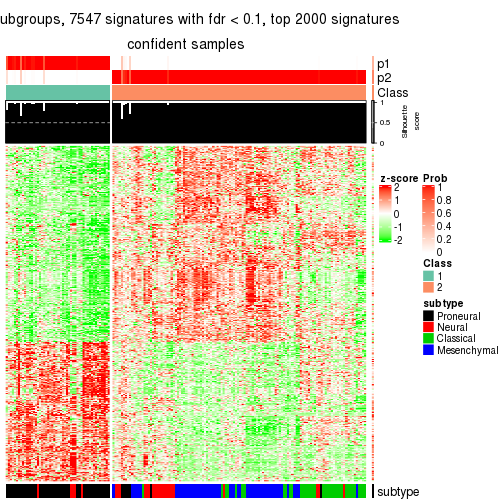 ubgroups, 7547 signatures with fdr < 0.1, top 2000 signatures
confident samples
p1
p2
Class
1
0.5
0
Silhouette
score
z-score
2
1
0
-1
-2
Prob
1
0.8
0.6
0.4
0.2
0
Class
1
2
subtype
Proneural
Neural
Classical
Mesenchymal
subtype